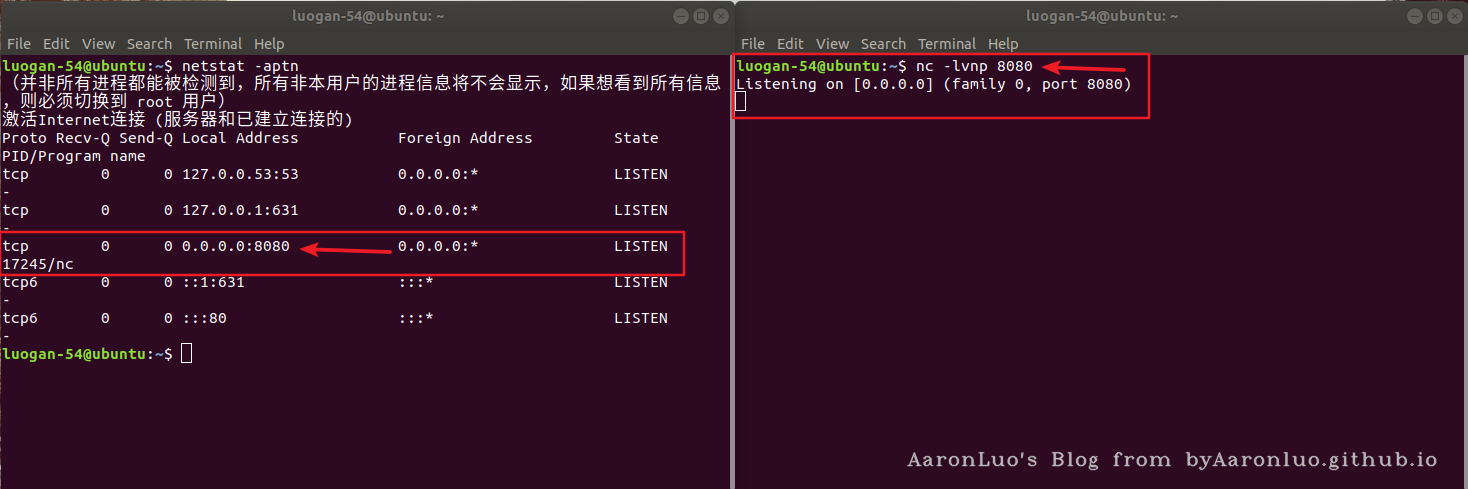 luogan-54@ubuntu: ~
File Edit View Search Terminal Help
luogan-54@ubuntu:~$ netstat -aptn
（并非所有进程都能被检测到，所有非本用户的进程信息将不会显示，如果想看到所有信息
，则必须切换到 root 用户）
激活Internet连接 (服务器和已建立连接的)
Proto Recv-Q Send-Q Local Address           Foreign Address         State
PID/Program name
tcp        0      0 127.0.0.53:53           0.0.0.0:*               LISTEN
-
tcp        0      0 127.0.0.1:631           0.0.0.0:*               LISTEN
-
tcp        0      0 0.0.0.0:8080            0.0.0.0:*               LISTEN
17245/nc
tcp6       0      0 ::1:631                 :::*                    LISTEN
-
tcp6       0      0 :::80                   :::*                    LISTEN
-
luogan-54@ubuntu:~$
luogan-54@ubuntu: ~
File Edit View Search Terminal Help
luogan-54@ubuntu:~$ nc -lvnp 8080
Listening on [0.0.0.0] (family 0, port 8080)
AaronLuo's Blog from byAaronluo.github.io